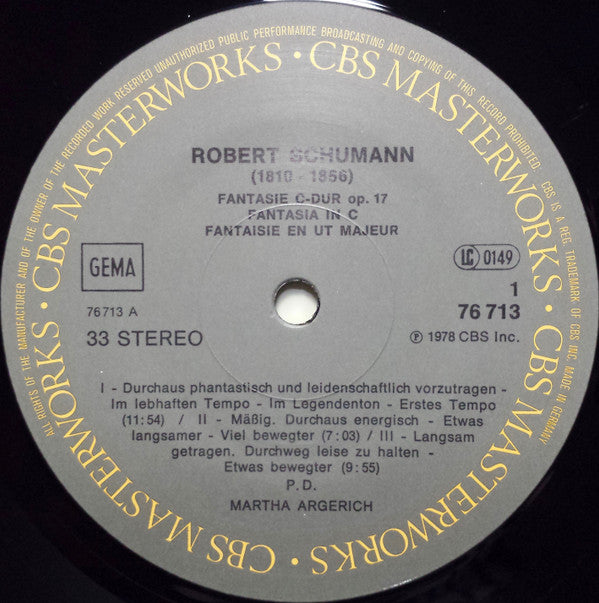 ALL RIGHTS OF THE MANUFACTURER AND OF THE OWNER OF THE RECORDED WORK RESERVED UNAUTHORIZED PUBLIC PERFORMANCE BROADCASTING AND COPYING OF THIS RECORD PROHIBITED. CBS IS A REG. TRADEMARK OF CBS INC. MADE IN GERMANY
CBS MASTERWORKS · CBS MASTERWORKS · CBS MASTERWORKS · CBS MASTERWORKS · CBS MASTERWORKS ·
ROBERT SCHUMANN
(1810 - 1856)
FANTASIE C-DUR op. 17
FANTASIA IN C
FANTAISIE EN UT MAJEUR
GEMA
LC 0149
76 713 A
1
76 713
33 STEREO
℗ 1978 CBS Inc.
I - Durchaus phantastisch und leidenschaftlich vorzutragen -
Im lebhaften Tempo - Im Legendenton - Erstes Tempo
(11:54) / II - Mäßig. Durchaus energisch - Etwas
langsamer - Viel bewegter (7:03) / III - Langsam
getragen. Durchweg leise zu halten -
Etwas bewegter (9:55)
P.D.
MARTHA ARGERICH